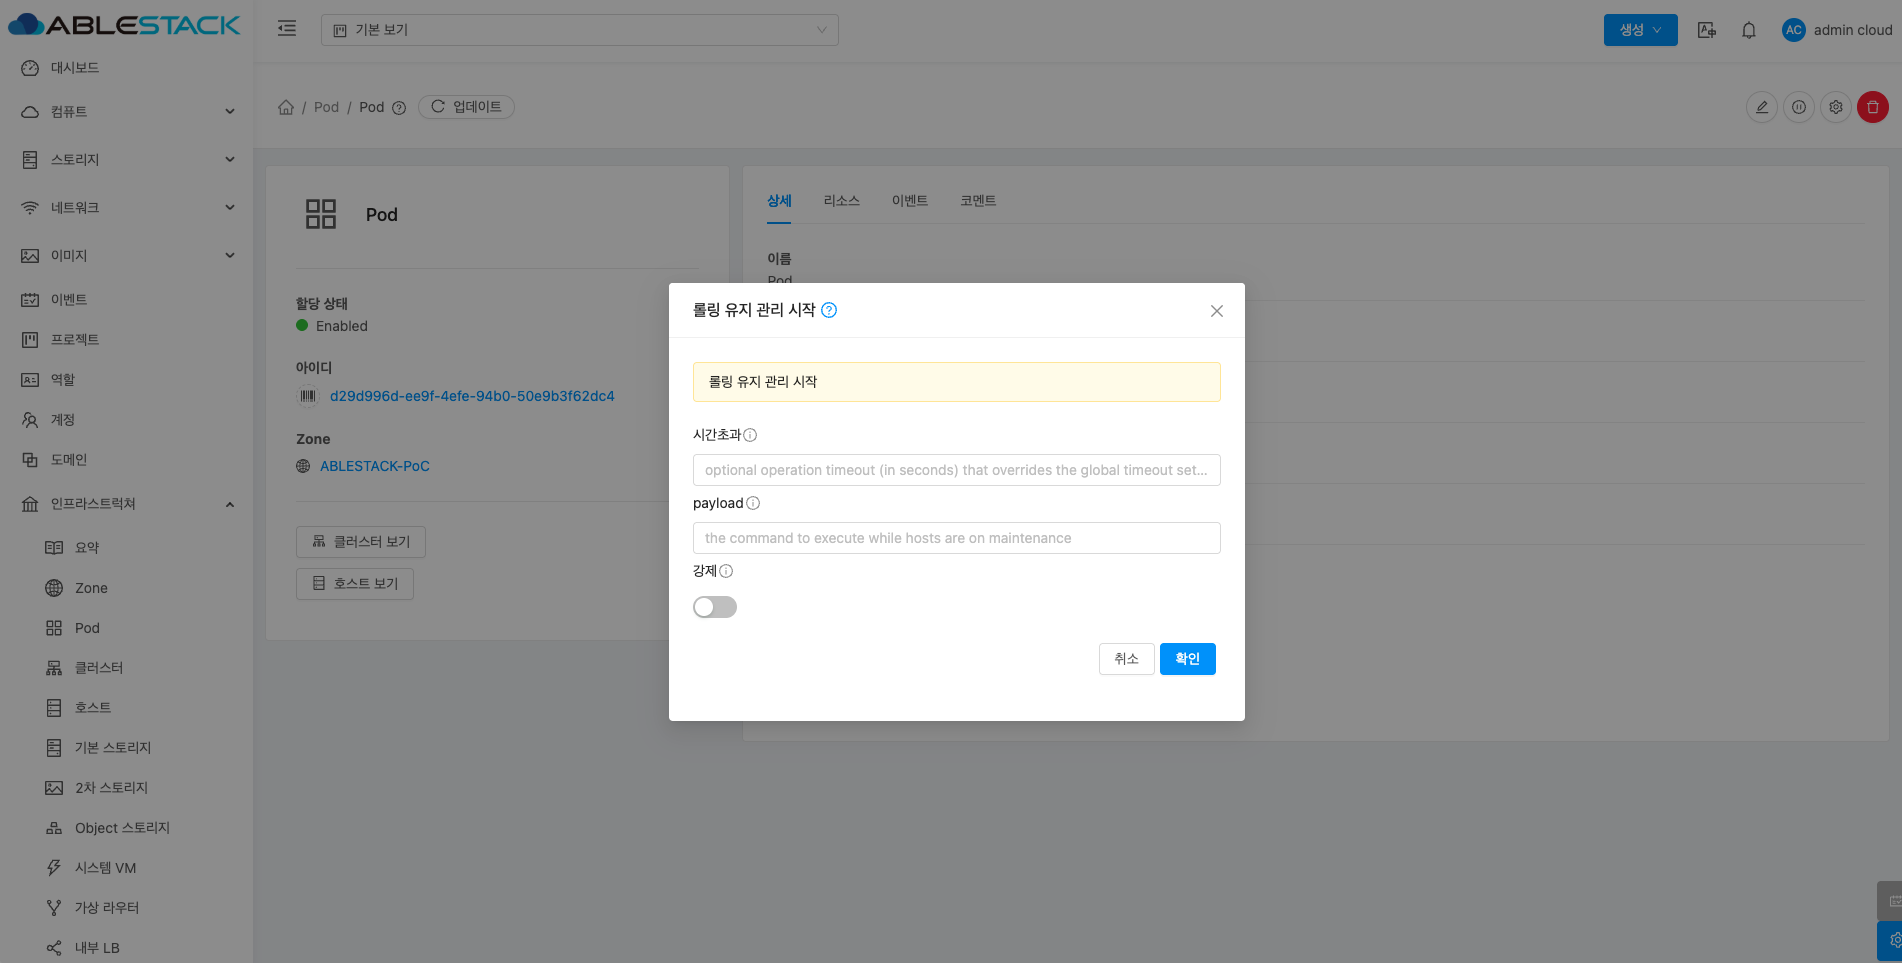 ABLESTACK
기본 보기
생성
AC
admin cloud
대시보드
컴퓨트
스토리지
네트워크
이미지
이벤트
프로젝트
역할
계정
도메인
인프라스트럭쳐
요약
Zone
Pod
클러스터
호스트
기본 스토리지
2차 스토리지
Object 스토리지
시스템 VM
가상 라우터
내부 LB
/ Pod / Pod
업데이트
Pod
할당 상태
Enabled
아이디
d29d996d-ee9f-4efe-94b0-50e9b3f62dc4
Zone
ABLESTACK-PoC
클러스터 보기
호스트 보기
상세
리소스
이벤트
코멘트
이름
Pod
롤링 유지 관리 시작
롤링 유지 관리 시작
시간초과
optional operation timeout (in seconds) that overrides the global timeout set...
payload
the command to execute while hosts are on maintenance
강제
취소
확인